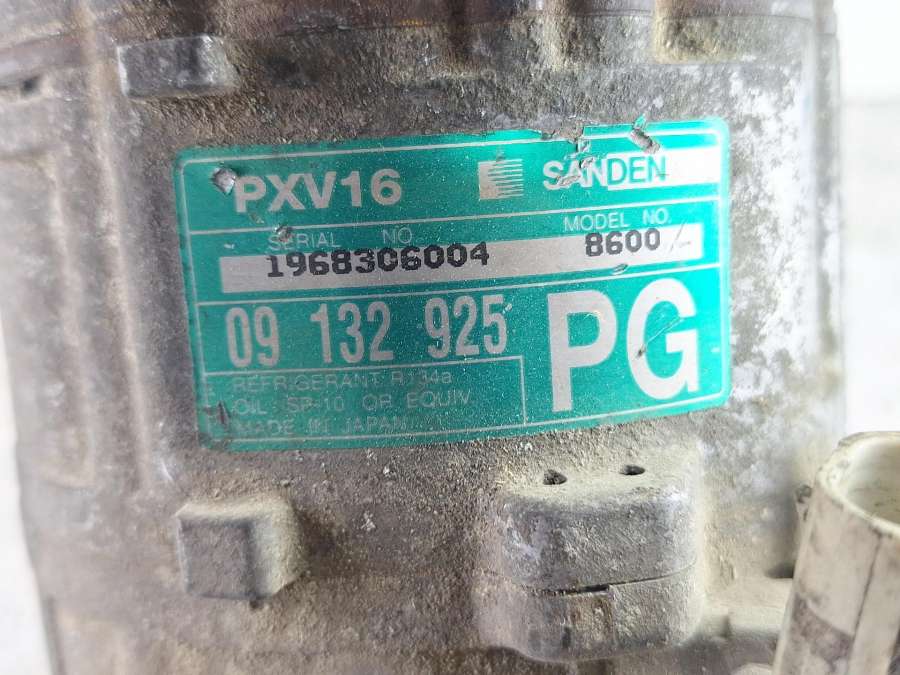 PXV16 SANDEN
SERIAL NO. MODEL NO.
1968306004 8600
09 132 925 PG
REFRIGERANT R134a
OIL SP-10 OR EQUIV
MADE IN JAPAN